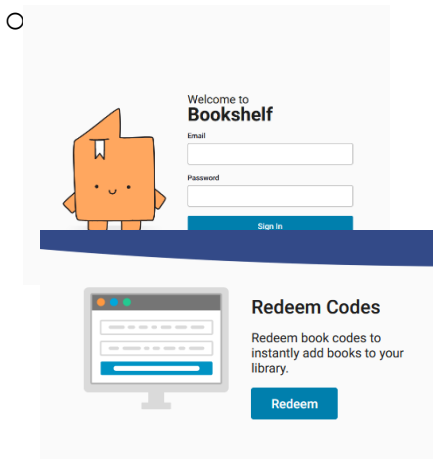 Welcome to
Bookshelf
Email
Password
Sign In
Redeem Codes
Redeem book codes to
instantly add books to your
library.
Redeem